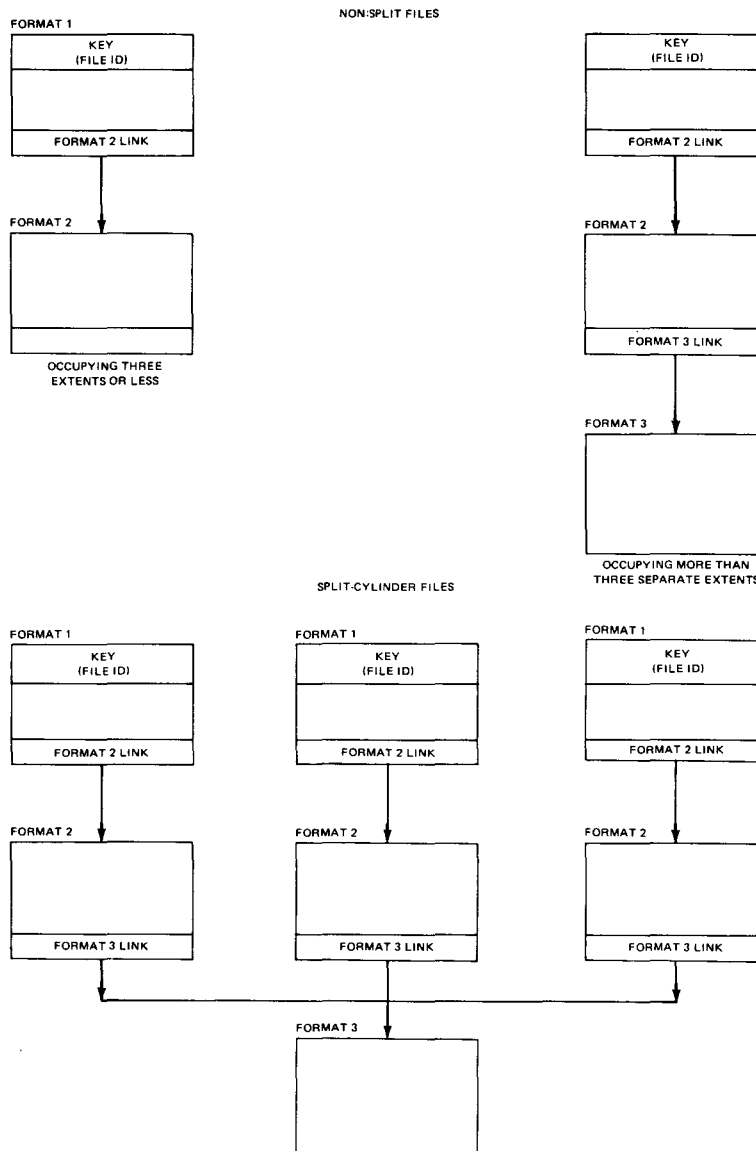 NON:SPLIT FILES
FORMAT 1
KEY
(FILE ID)
FORMAT 2 LINK
FORMAT 2
OCCUPYING THREE
EXTENTS OR LESS
KEY
(FILE ID)
FORMAT 2 LINK
FORMAT 2
FORMAT 3 LINK
FORMAT 3
OCCUPYING MORE THAN
THREE SEPARATE EXTENTS
SPLIT-CYLINDER FILES
FORMAT 1
KEY
(FILE ID)
FORMAT 2 LINK
FORMAT 2
FORMAT 3 LINK
FORMAT 1
KEY
(FILE ID)
FORMAT 2 LINK
FORMAT 2
FORMAT 3 LINK
FORMAT 1
KEY
(FILE ID)
FORMAT 2 LINK
FORMAT 2
FORMAT 3 LINK
FORMAT 3